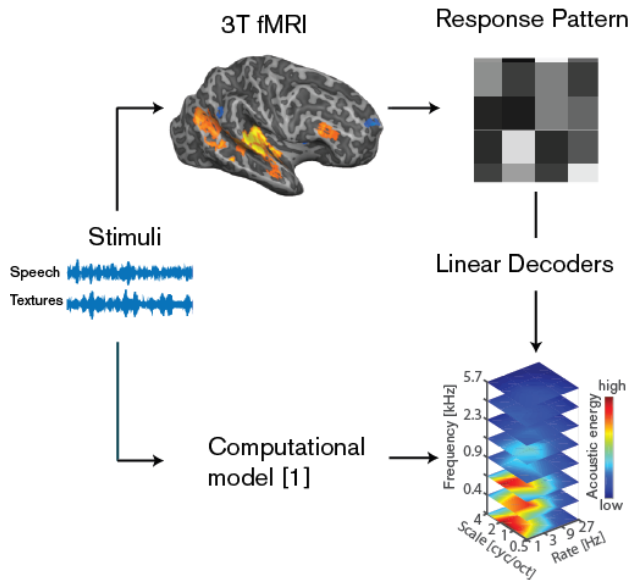 3T fMRI
Response Pattern
Stimuli
Speech
Textures
Linear Decoders
Computational
model [1]
Frequency [kHz]
5.7
2.3
0.9
0.4
4
2
1
0.5
Scale [cyc/oct]
1
3
9
27
Rate [Hz]
high
Acoustic energy
low